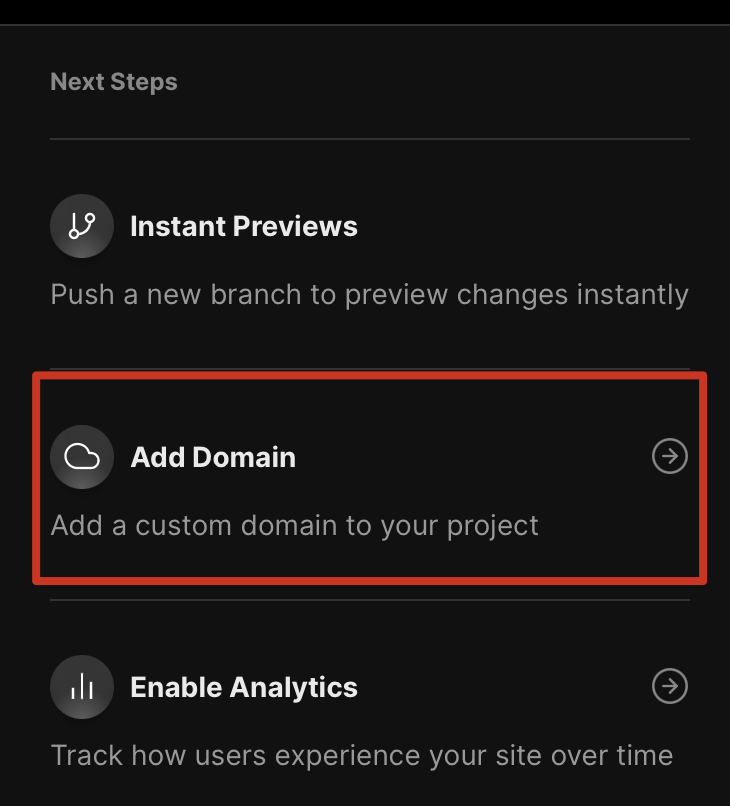 Next Steps
Instant Previews
Push a new branch to preview changes instantly
Add Domain
Add a custom domain to your project
Enable Analytics
Track how users experience your site over time